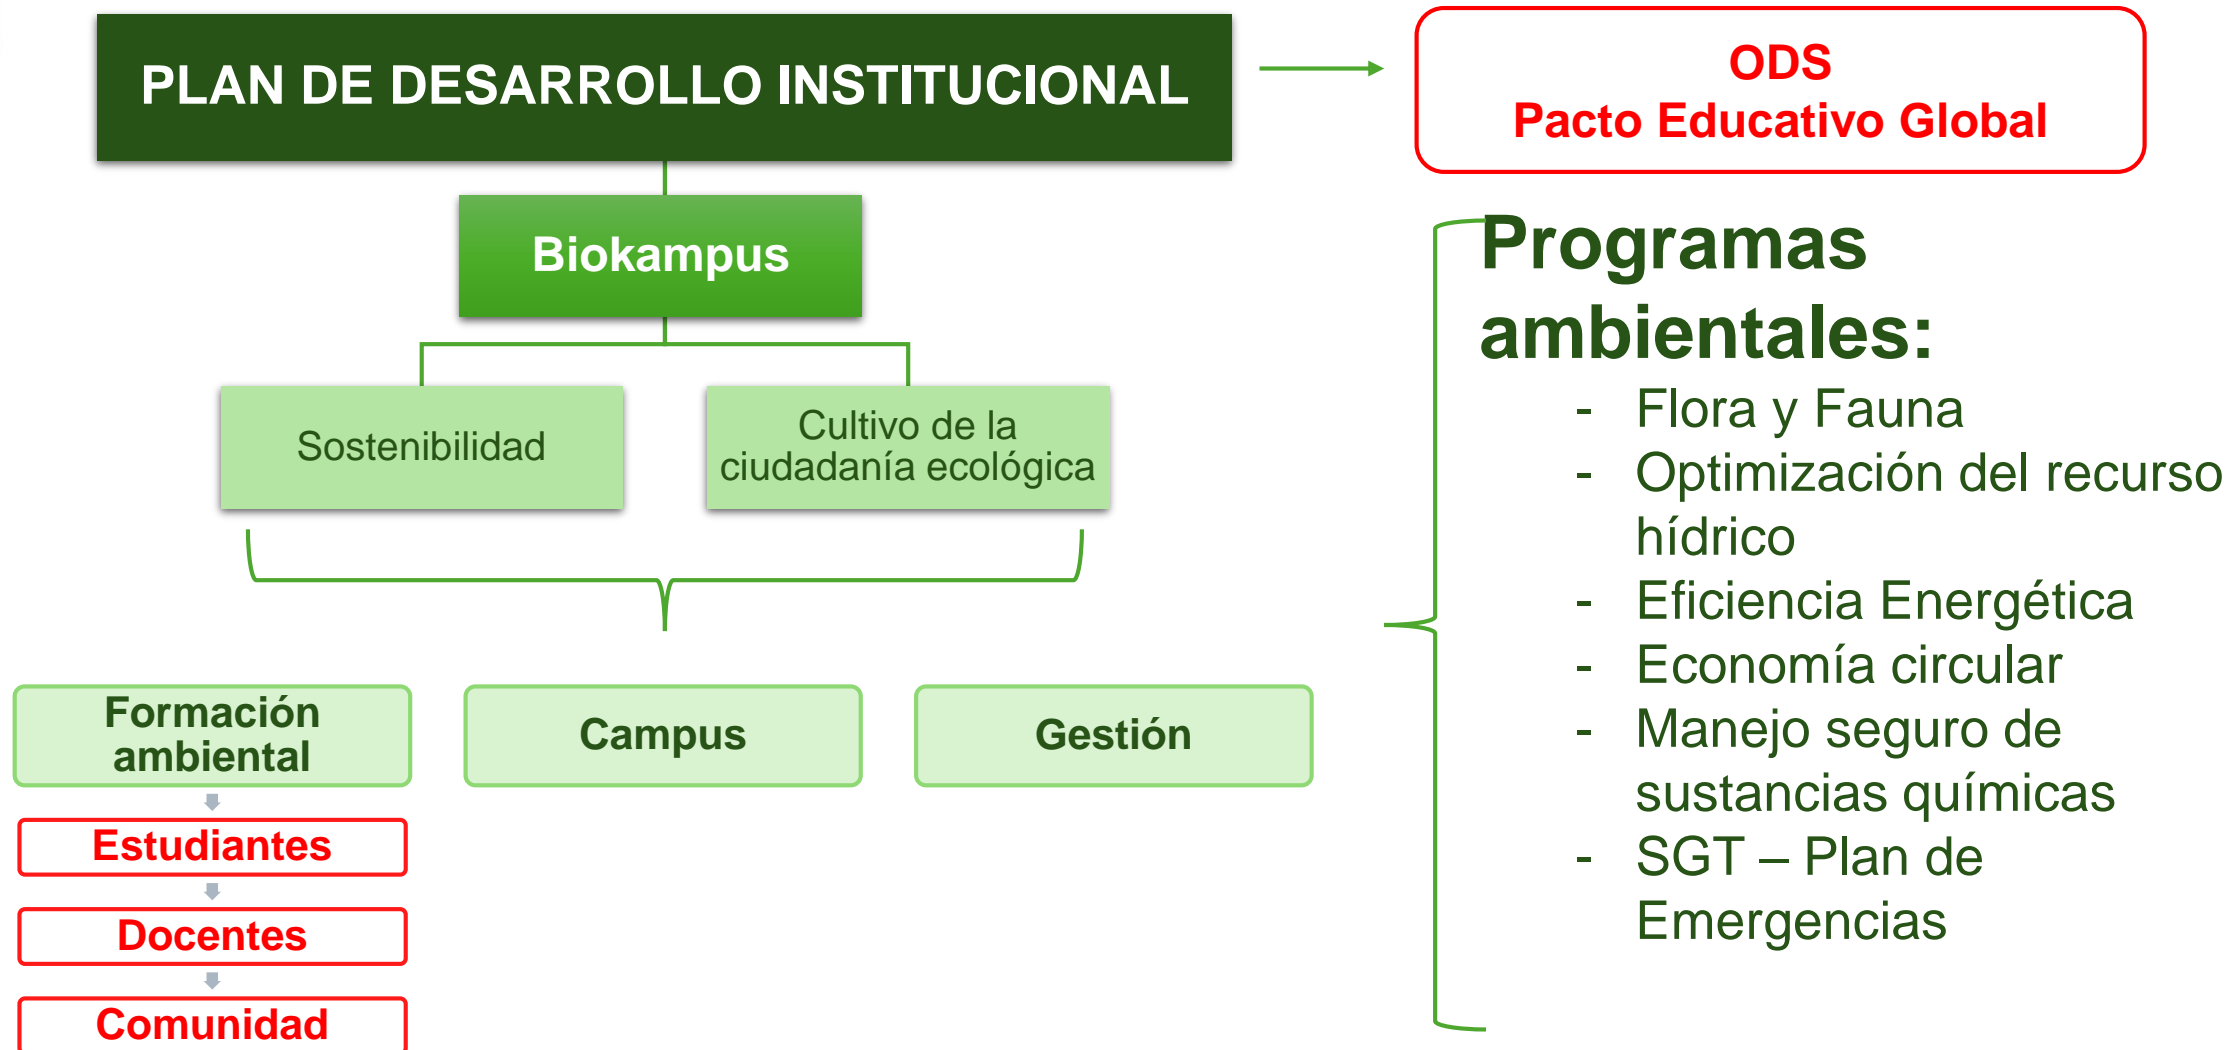 PLAN DE DESARROLLO INSTITUCIONAL
ODS
Pacto Educativo Global
Biokampus
Sostenibilidad
Cultivo de la
ciudadanía ecológica
Formación
ambiental
Campus
Gestión
Estudiantes
Docentes
Comunidad
Programas
ambientales:
- Flora y Fauna
- Optimización del recurso
hídrico
- Eficiencia Energética
- Economía circular
- Manejo seguro de
sustancias químicas
- SGT – Plan de
Emergencias